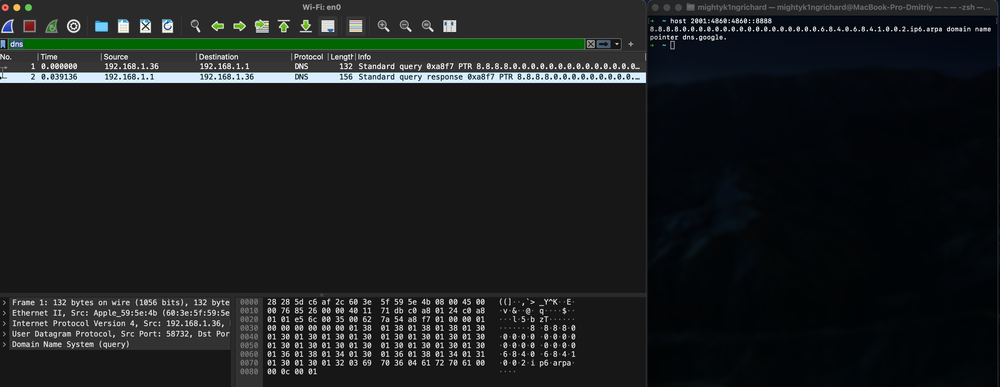 Wi-Fi: en0
dns
No. Time Source Destination Protocol Length Info
1 0.000000 192.168.1.36 192.168.1.1 DNS 132 Standard query 0xa8f7 PTR 8.8.8.8.0.0.0.0.0.0.0.0.0.0.0.0.0.0…
2 0.039136 192.168.1.1 192.168.1.36 DNS 156 Standard query response 0xa8f7 PTR 8.8.8.8.0.0.0.0.0.0.0.0.0.…
Frame 1: 132 bytes on wire (1056 bits), 132 byte
Ethernet II, Src: Apple_59:5e:4b (60:3e:5f:59:5e
Internet Protocol Version 4, Src: 192.168.1.36,
User Datagram Protocol, Src Port: 58732, Dst Por
Domain Name System (query)
0000 28 28 5d c6 af 2c 60 3e 5f 59 5e 4b 08 00 45 00 ((]··,`> _Y^K··E·
0010 00 76 85 26 00 00 40 11 71 db c0 a8 01 24 c0 a8 ·v·&··@· q····$··
0020 01 01 e5 6c 00 35 00 62 7a 54 a8 f7 01 00 00 01 ···l·5·b zT······
0030 00 00 00 00 00 00 01 38 01 38 01 38 01 38 01 30 ·······8 ·8·8·8·0
0040 01 30 01 30 01 30 01 30 01 30 01 30 01 30 01 30 ·0·0·0·0 ·0·0·0·0
0050 01 30 01 30 01 30 01 30 01 30 01 30 01 30 01 30 ·0·0·0·0 ·0·0·0·0
0060 01 36 01 38 01 34 01 30 01 36 01 38 01 34 01 31 ·6·8·4·0 ·6·8·4·1
0070 01 30 01 30 01 32 03 69 70 36 04 61 72 70 61 00 ·0·0·2·i p6·arpa·
0080 00 0c 00 01 ····
mightyk1ngrichard — mightyk1ngrichard@MacBook-Pro-Dmitriy — ~ — -zsh —...
[➜ ~ host 2001:4860:4860::8888 ]
8.8.8.8.0.0.0.0.0.0.0.0.0.0.0.0.0.0.0.0.0.6.8.4.0.6.8.4.1.0.0.2.ip6.arpa domain name
pointer dns.google.
➜ ~